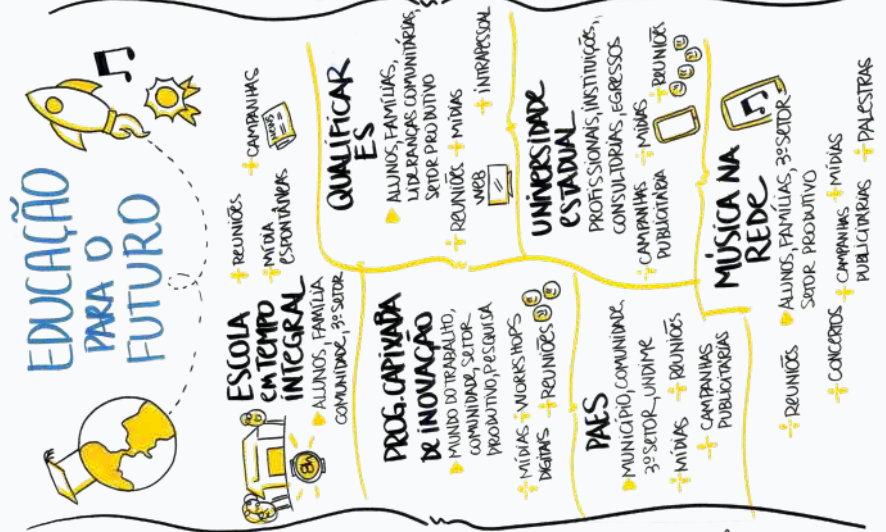 EDUCAÇÃO
PARA O
FUTURO
ESCOLA
EM TEMPO
INTEGRAL
ALUNOS, FAMÍLIA
COMUNIDADE, 3º SETOR
+ REUNIÕES
+ MÍDIA
ESPONTÂNEA
+ CAMPANHAS
NEWS
8h
PROG. CAPIXABA
DE INOVAÇÃO
MUNDO DO TRABALHO,
COMUNIDADE, SETOR
PRODUTIVO, PESQUISA
+ MÍDIAS + WORKSHOPS
DIGITAIS + REUNIÕES
QUALIFICAR
ES
ALUNOS, FAMÍLIAS,
LIDERANÇAS COMUNITÁRIAS,
SETOR PRODUTIVO
+ REUNIÕES + MÍDIAS
WEB
+ INTRAPESSOAL
PAES
MUNICÍPIO, COMUNIDADE,
3º SETOR, UNDIME
+ MÍDIAS + REUNIÕES
+ CAMPANHAS
PUBLICITÁRIAS
UNIVERSIDADE
ESTADUAL
PROFISSIONAIS, INSTITUIÇÕES,
CONSULTORIAS, EGRESSOS
+ CAMPANHAS + MÍDIAS
PUBLICITÁRIA
+ REUNIÕES
MÚSICA NA
REDE
ALUNOS, FAMÍLIAS, 3º SETOR
SETOR PRODUTIVO
+ REUNIÕES
+ CONCERTOS + CAMPANHAS + MÍDIAS
PUBLICITÁRIAS + PALESTRAS